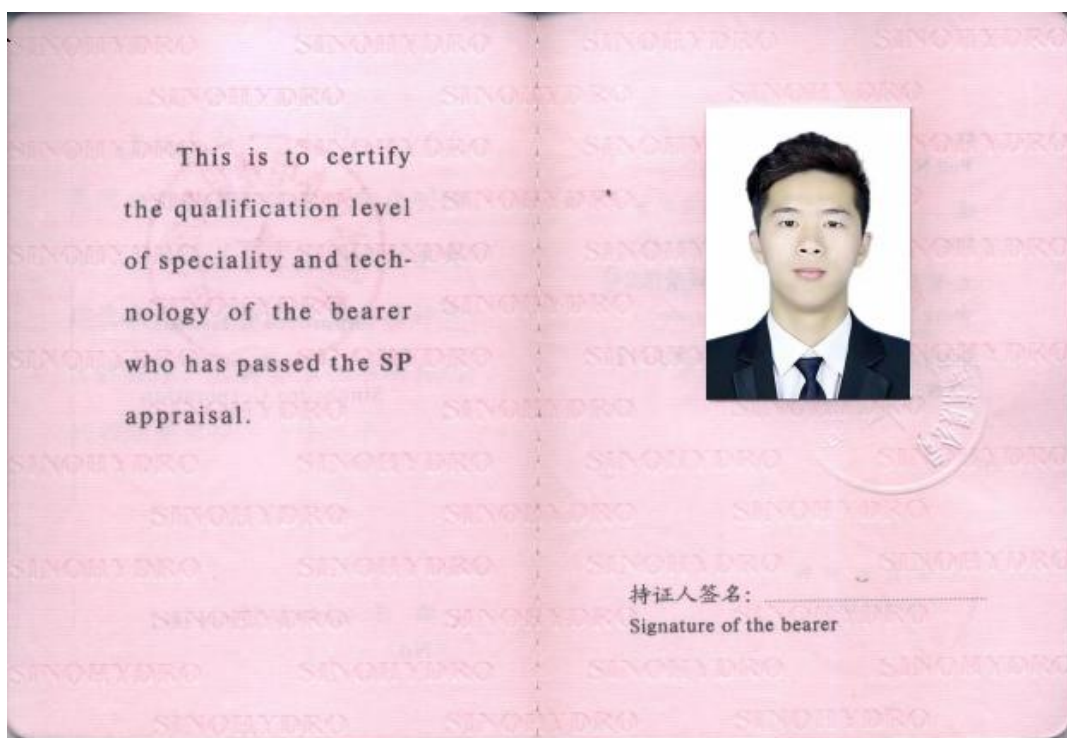 This is to certify
the qualification level
of speciality and tech-
nology of the bearer
who has passed the SP
appraisal.
持证人签名:
Signature of the bearer
SINOHYDRO